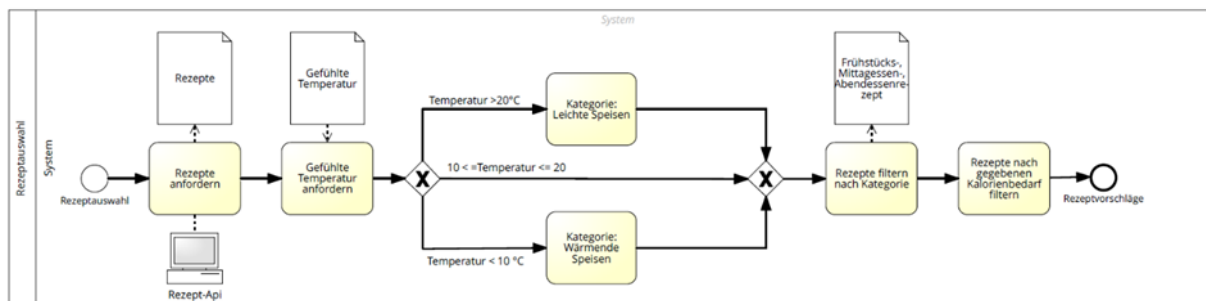 System
Rezeptauswahl
System
Rezeptauswahl
Rezepte
Rezepte
anfordern
Rezept-Api
Gefühlte
Temperatur
Gefühlte
Temperatur
anfordern
Temperatur >20°C
10 < =Temperatur <= 20
Temperatur < 10 °C
Kategorie:
Leichte Speisen
Kategorie:
Wärmende
Speisen
Frühstücks-,
Mittagessen-,
Abendessenre-
zept
Rezepte filtern
nach Kategorie
Rezepte nach
gegebenen
Kalorienbedarf
filtern
Rezeptvorschläge